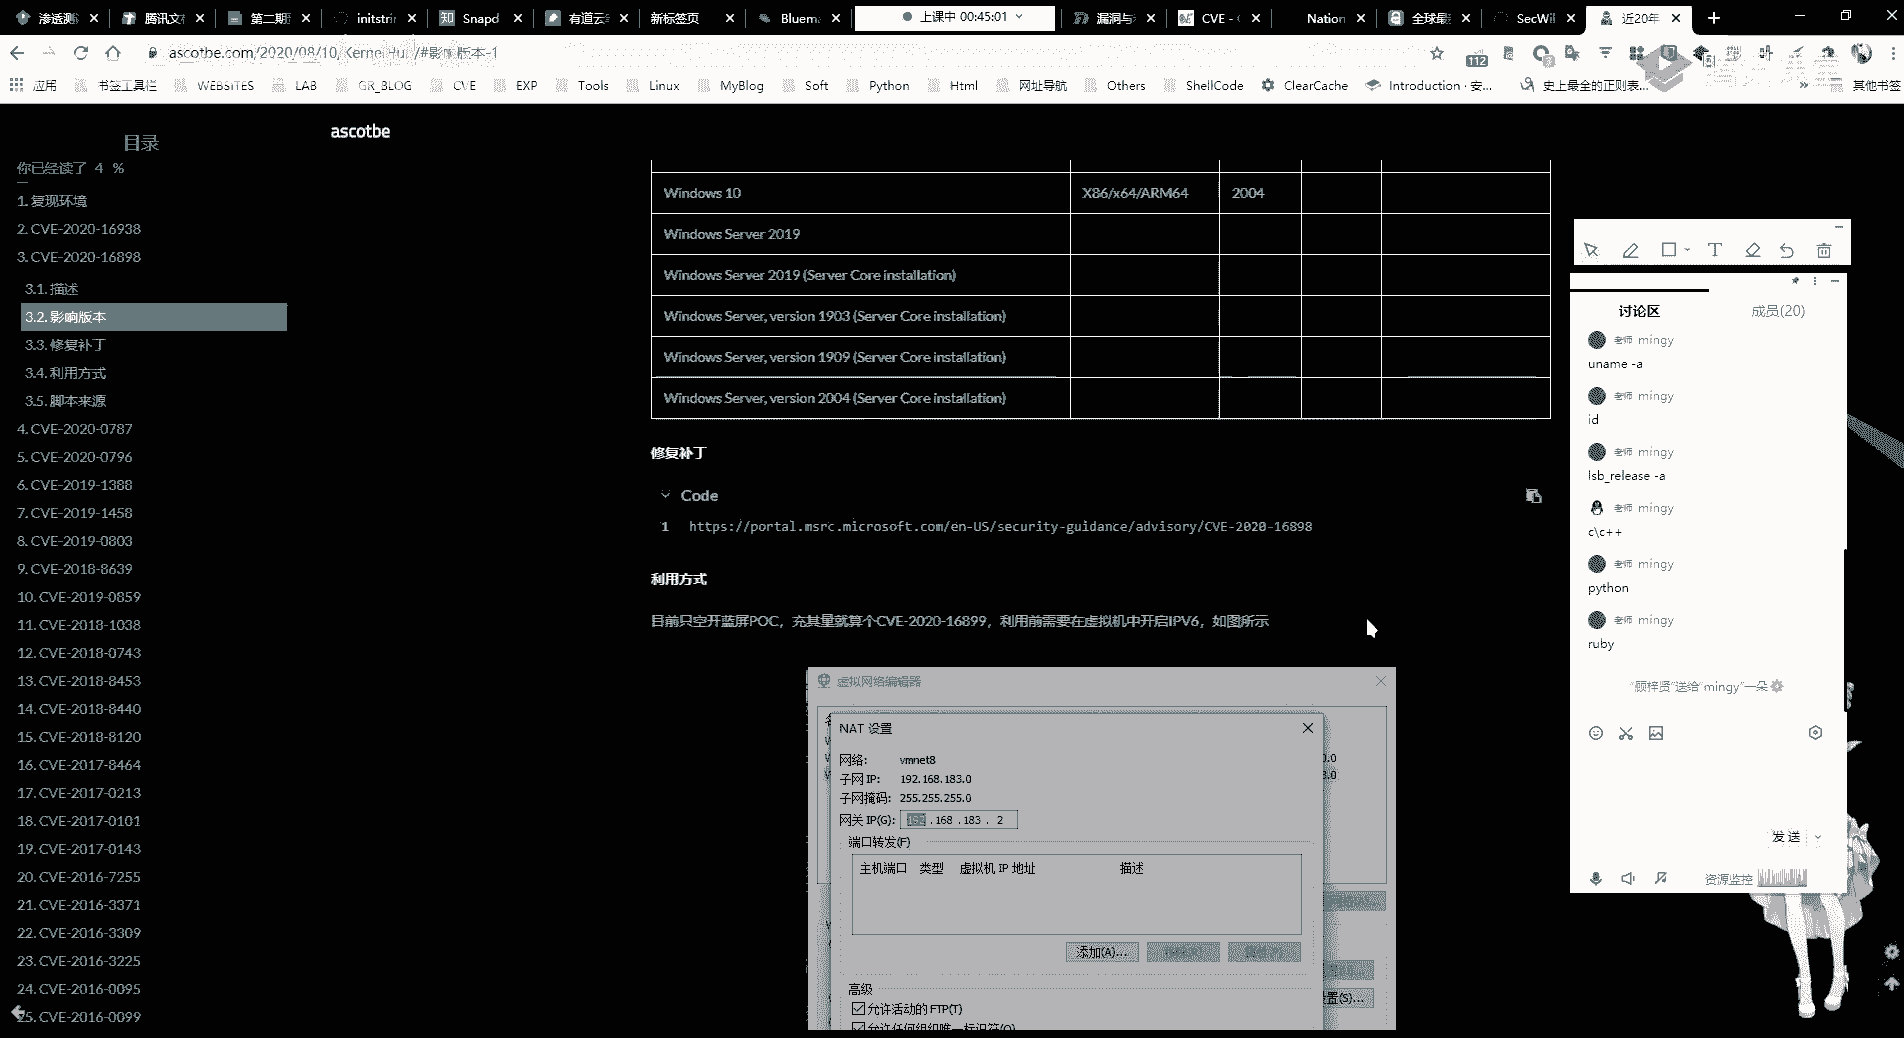 渗透测
腾讯文档
第二期
initstrin
Snapd
有道云
新标签页
Bluem
上课中 00:45:01
漏洞与
CVE - 
Nation
全球最
SecWi
近20年
ascotbe.com/2020/08/10/Kernel
/#影响版本-1
112
应用
书签工具栏
WEBSITES
LAB
GR_BLOG
CVE
EXP
Tools
Linux
MyBlog
Soft
Python
Html
网址导航
Others
ShellCode
ClearCache
Introduction · 安...
史上最全的正则表...
其他书签
目录
你已经读了 4 %
1. 复现环境
2. CVE-2020-16938
3. CVE-2020-16898
3.1. 描述
3.2. 影响版本
3.3. 修复补丁
3.4. 利用方式
3.5. 脚本来源
4. CVE-2020-0787
5. CVE-2020-0796
6. CVE-2019-1388
7. CVE-2019-1458
8. CVE-2019-0803
9. CVE-2018-8639
10. CVE-2019-0859
11. CVE-2018-1038
12. CVE-2018-0743
13. CVE-2018-8453
14. CVE-2018-8440
15. CVE-2018-8120
16. CVE-2017-8464
17. CVE-2017-0213
18. CVE-2017-0101
19. CVE-2017-0143
20. CVE-2016-7255
21. CVE-2016-3371
22. CVE-2016-3309
23. CVE-2016-3225
24. CVE-2016-0095
25. CVE-2016-0099
ascotbe
Windows 10 X86/x64/ARM64 2004
Windows Server 2019
Windows Server 2019 (Server Core installation)
Windows Server, version 1903 (Server Core installation)
Windows Server, version 1909 (Server Core installation)
Windows Server, version 2004 (Server Core installation)
修复补丁
Code
1 https://portal.msrc.microsoft.com/en-US/security-guidance/advisory/CVE-2020-16898
利用方式
目前只空开蓝屏POC，充其量就算个CVE-2020-16899，利用前需要在虚拟机中开启IPV6，如图所示
虚拟网络编辑器
NAT 设置
网络: vmnet8
子网 IP: 192.168.183.0
子网掩码: 255.255.255.0
网关 IP(G): 192 .168 .183 . 2
端口转发(F)
主机端口 类型 虚拟机 IP 地址 描述
添加(A)...
高级
允许活动的 FTP(T)
允许任何组织唯一标识符(O)
置(S)...
讨论区
成员(20)
老师 mingy
uname -a
老师 mingy
id
老师 mingy
lsb_release -a
老师 mingy
c\c++
老师 mingy
python
老师 mingy
ruby
"顾梓贤"送给"mingy"一朵
发送
资源监控